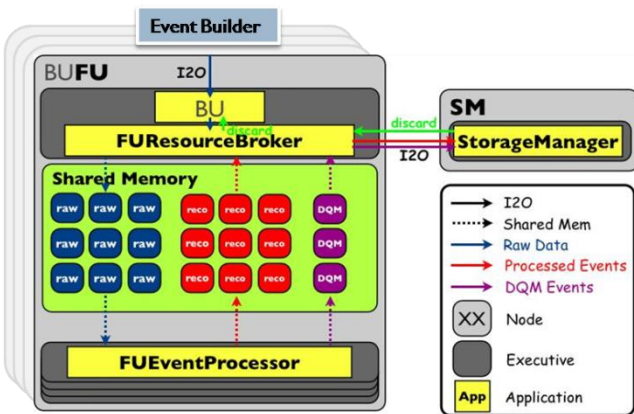 Event Builder
BUFU
I2O
BU
discard
FUResourceBroker
discard
I2O
SM
StorageManager
Shared Memory
raw raw raw reco reco reco DQM
raw raw raw reco reco reco DQM
raw raw raw reco reco reco DQM
FUEventProcessor
I2O
Shared Mem
Raw Data
Processed Events
DQM Events
XX Node
Executive
App Application